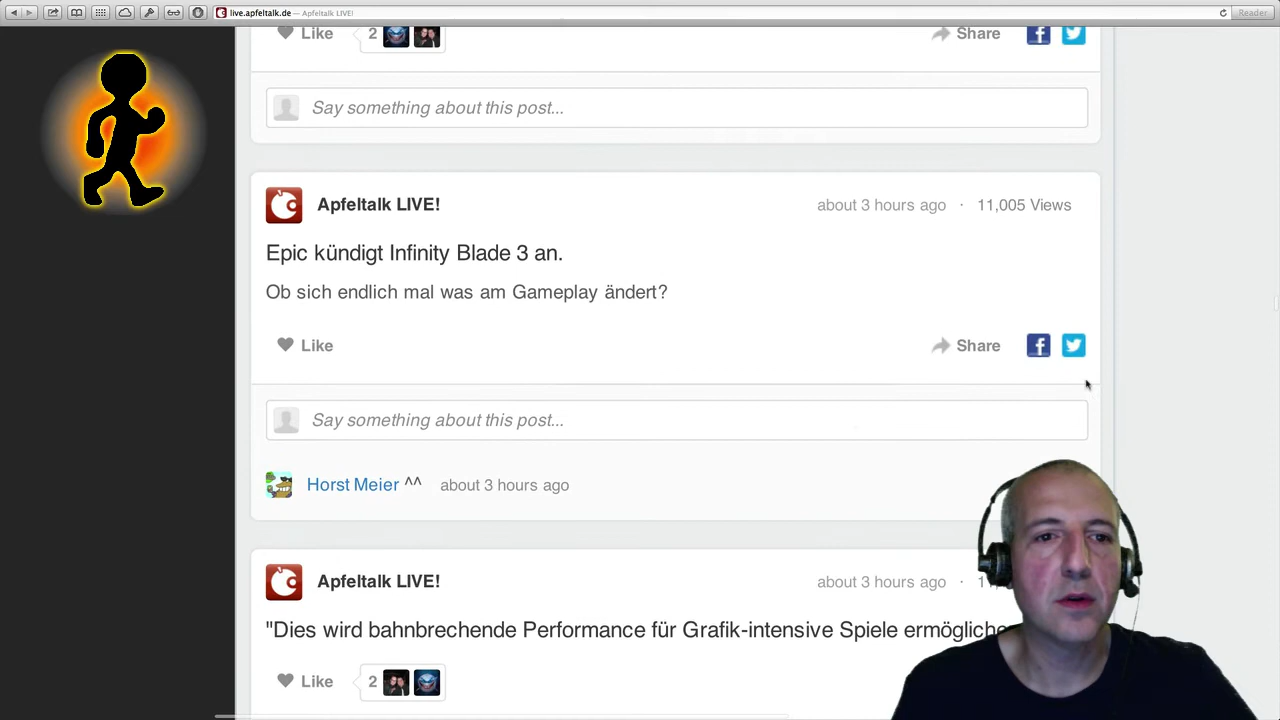 live.apfeltalk.de — Apfeltalk LIVE!
Reader
Like
2
Share
Say something about this post...
Apfeltalk LIVE!
about 3 hours ago · 11,005 Views
Epic kündigt Infinity Blade 3 an.
Ob sich endlich mal was am Gameplay ändert?
Like
Share
Say something about this post...
Horst Meier ^^ about 3 hours ago
Apfeltalk LIVE!
about 3 hours ago ·
"Dies wird bahnbrechende Performance für Grafik-intensive Spiele
Like
2